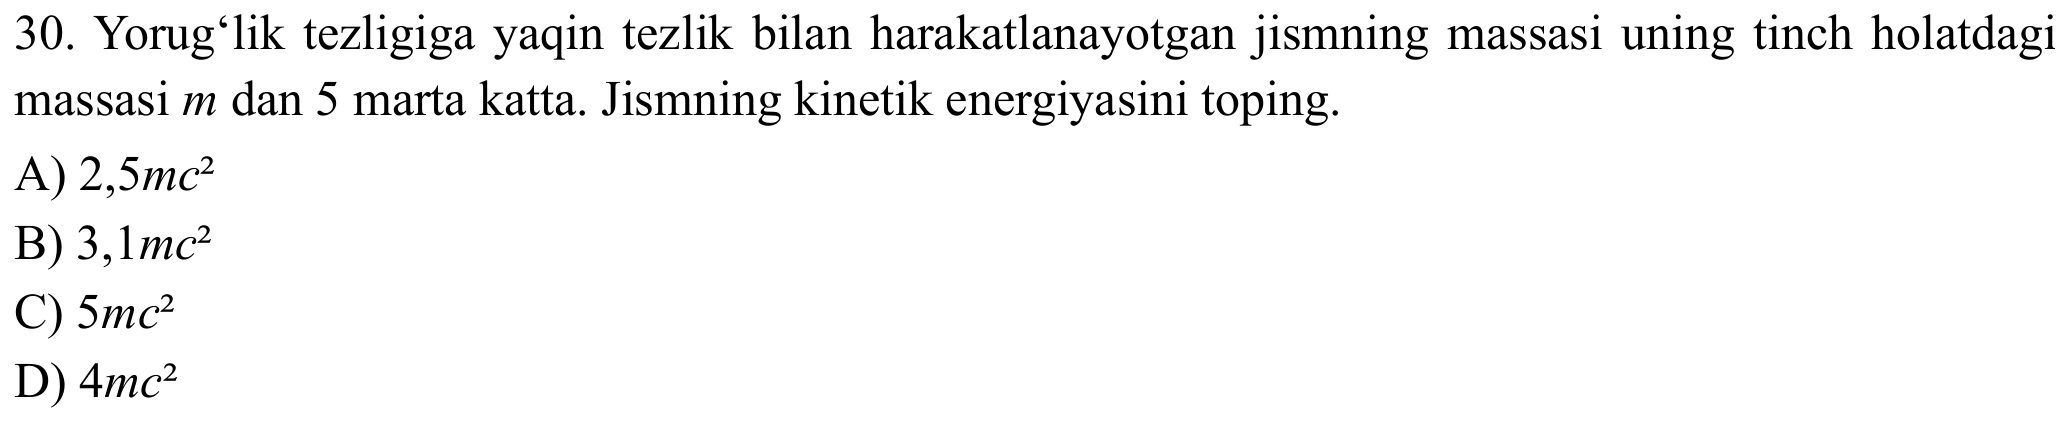 30. Yorug‘lik tezligiga yaqin tezlik bilan harakatlanayotgan jismning massasi uning tinch holatdagi
massasi m dan 5 marta katta. Jismning kinetik energiyasini toping.
A) 2,5mc²
B) 3,1mc²
C) 5mc²
D) 4mc²